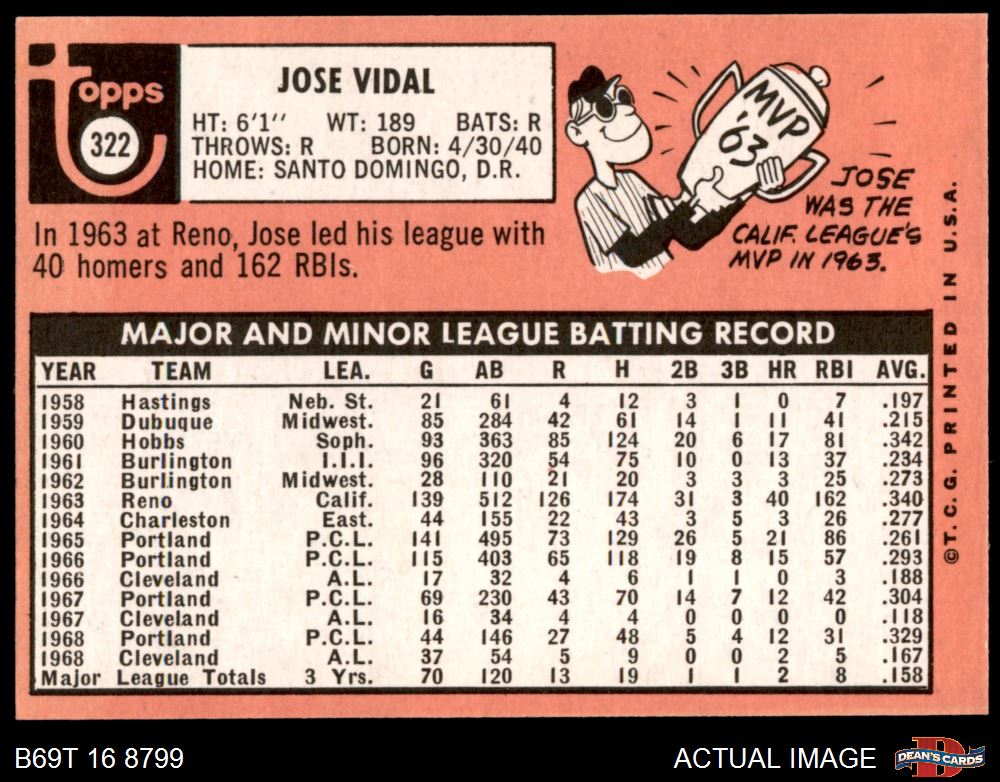 topps
322
JOSE VIDAL
HT: 6'1'' WT: 189 BATS: R
THROWS: R BORN: 4/30/40
HOME: SANTO DOMINGO, D.R.
In 1963 at Reno, Jose led his league with
40 homers and 162 RBIs.
MVP
'63
JOSE
WAS THE
CALIF. LEAGUE'S
MVP IN 1963.
MAJOR AND MINOR LEAGUE BATTING RECORD
YEAR TEAM LEA. G AB R H 2B 3B HR RBI AVG.
1958 Hastings Neb. St. 21 61 4 12 3 1 0 7 .197
1959 Dubuque Midwest. 85 284 42 61 14 1 11 41 .215
1960 Hobbs Soph. 93 363 85 124 20 6 17 81 .342
1961 Burlington I.I.I. 96 320 54 75 10 0 13 37 .234
1962 Burlington Midwest. 28 110 21 20 3 3 3 25 .273
1963 Reno Calif. 139 512 126 174 31 3 40 162 .340
1964 Charleston East. 44 155 22 43 3 5 3 26 .277
1965 Portland P.C.L. 141 495 73 129 26 5 21 86 .261
1966 Portland P.C.L. 115 403 65 118 19 8 15 57 .293
1966 Cleveland A.L. 17 32 4 6 1 1 0 3 .188
1967 Portland P.C.L. 69 230 43 70 14 7 12 42 .304
1967 Cleveland A.L. 16 34 4 4 0 0 0 0 .118
1968 Portland P.C.L. 44 146 27 48 5 4 12 31 .329
1968 Cleveland A.L. 37 54 5 9 0 0 2 5 .167
Major League Totals 3 Yrs. 70 120 13 19 1 1 2 8 .158
©T. C. G. PRINTED IN U.S.A.
B69T 16 8799
ACTUAL IMAGE
D
DEAN'S CARDS